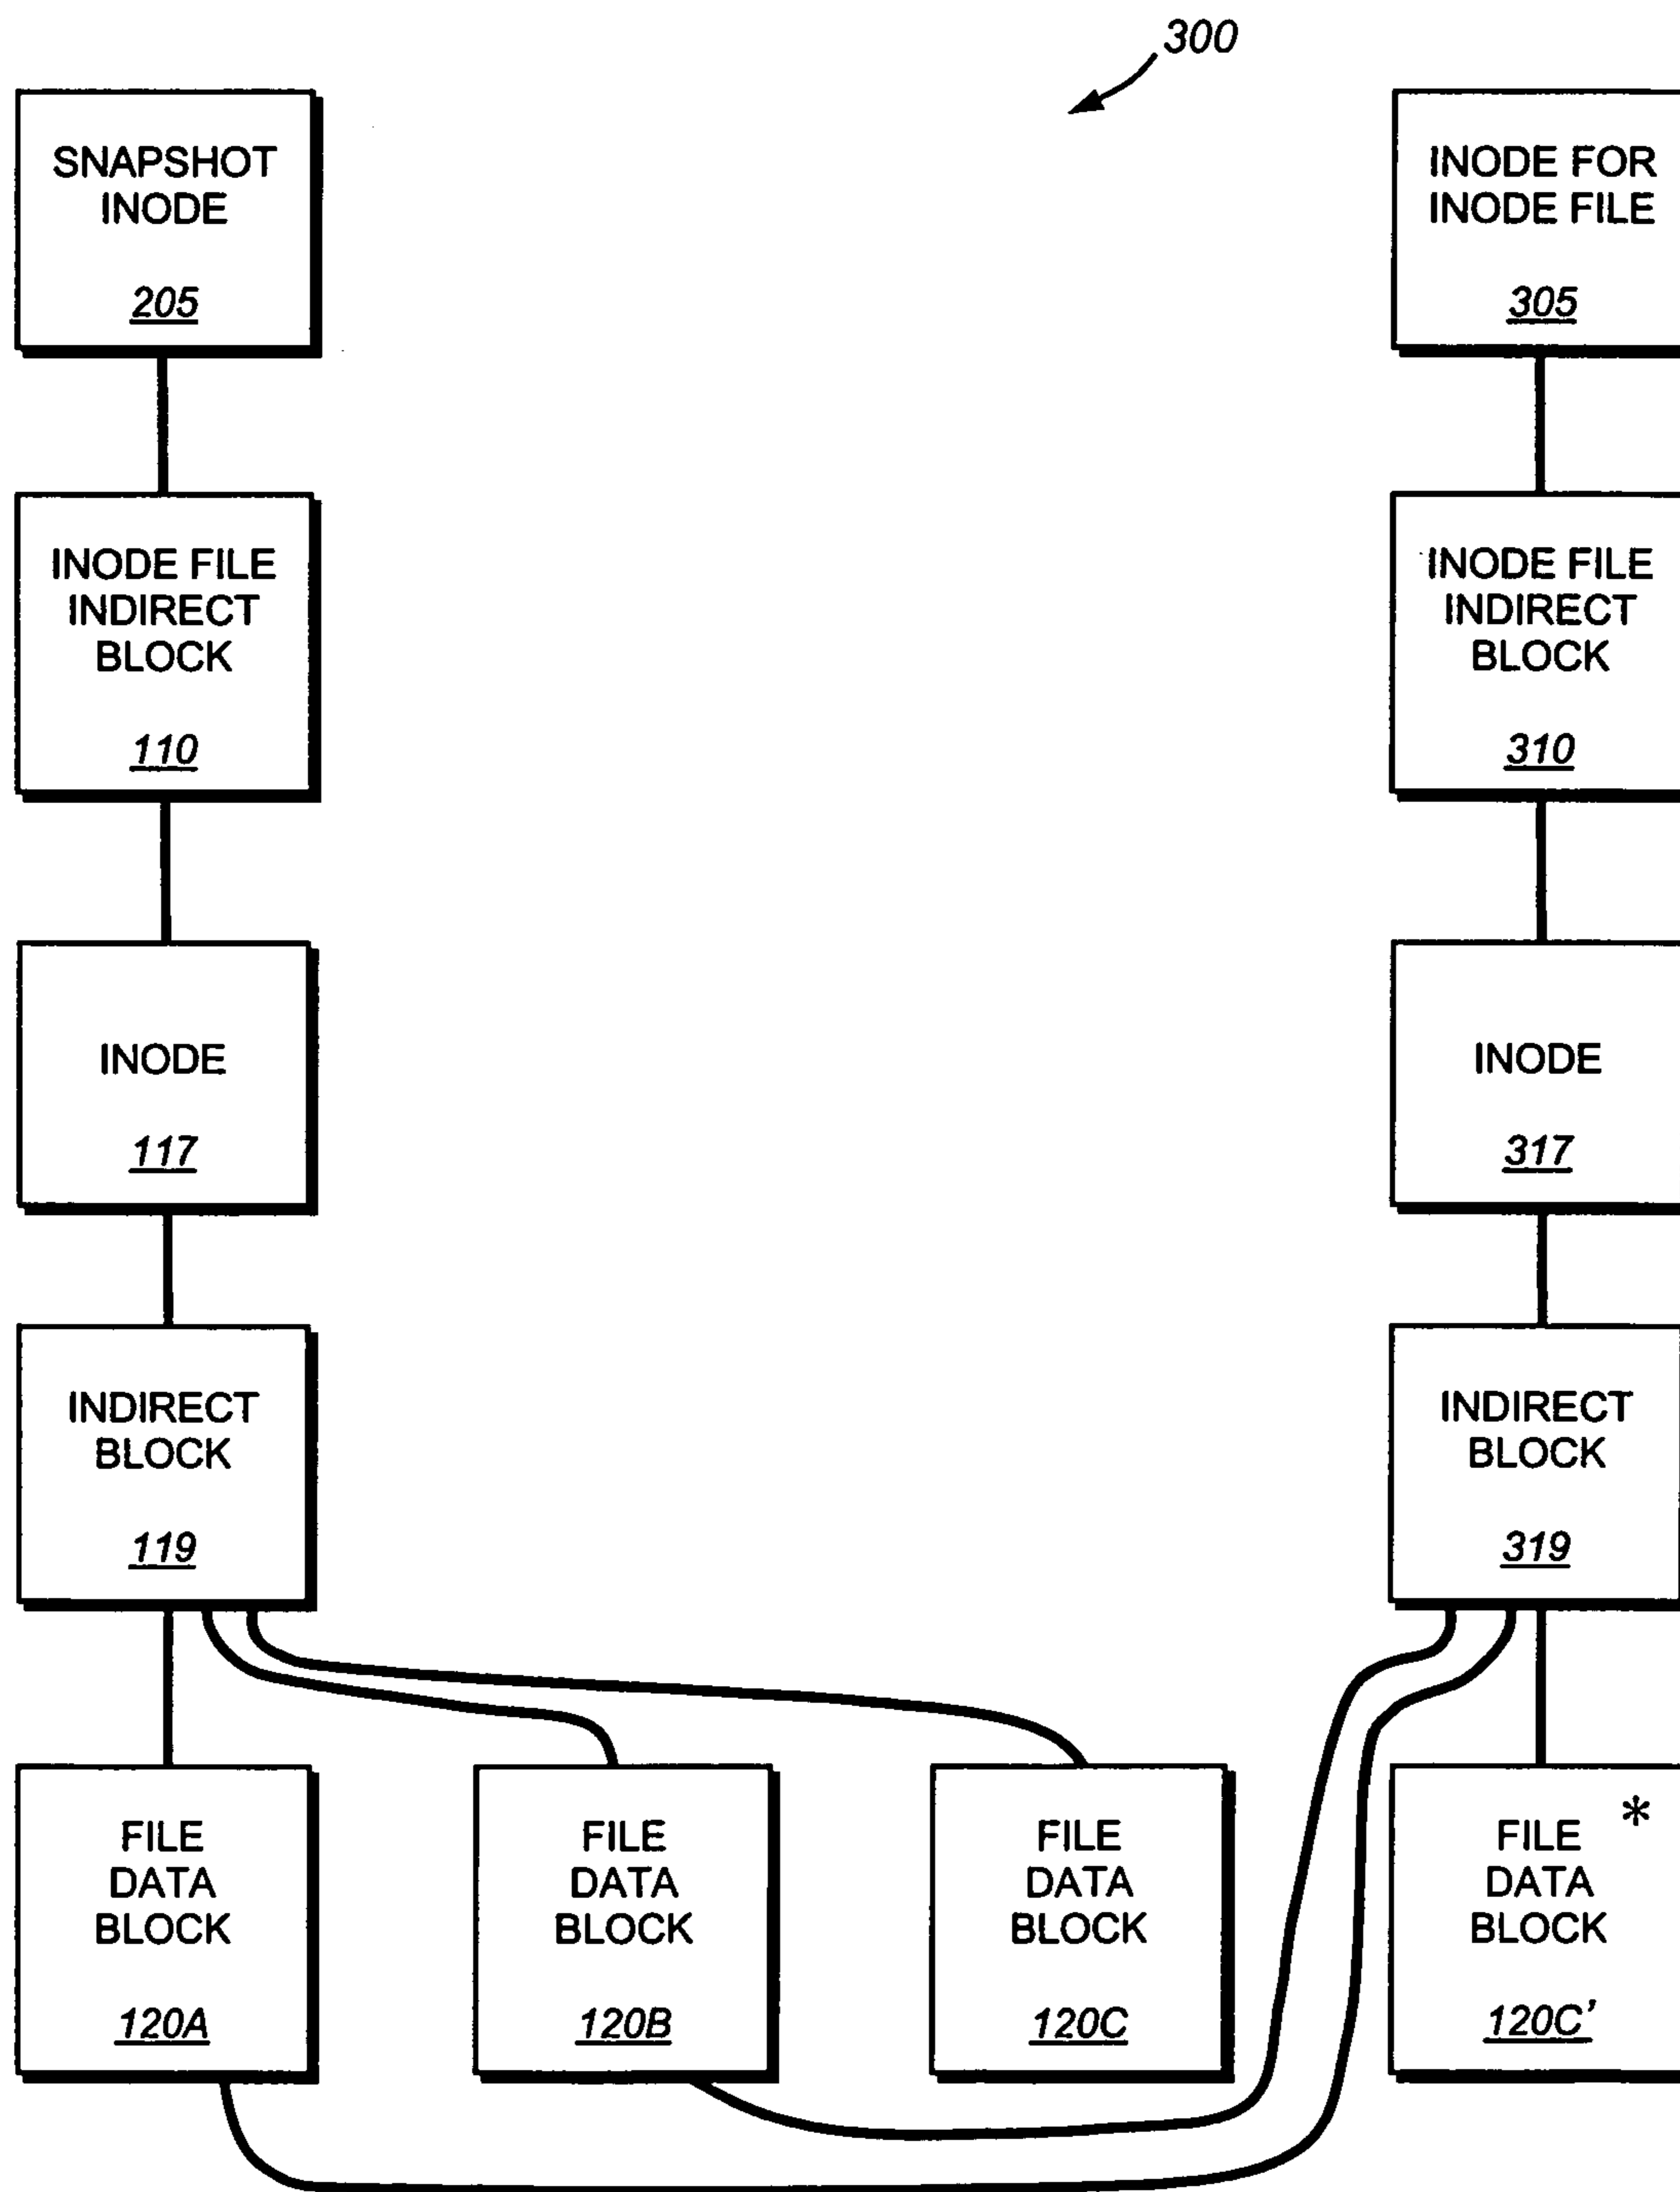 300
SNAPSHOT
INODE
205
INODE FOR
INODE FILE
305
INODE FILE
INDIRECT
BLOCK
110
INODE FILE
INDIRECT
BLOCK
310
INODE
117
INODE
317
INDIRECT
BLOCK
119
INDIRECT
BLOCK
319
FILE
DATA
BLOCK
120A
FILE
DATA
BLOCK
120B
FILE
DATA
BLOCK
120C
FILE *
DATA
BLOCK
120C’